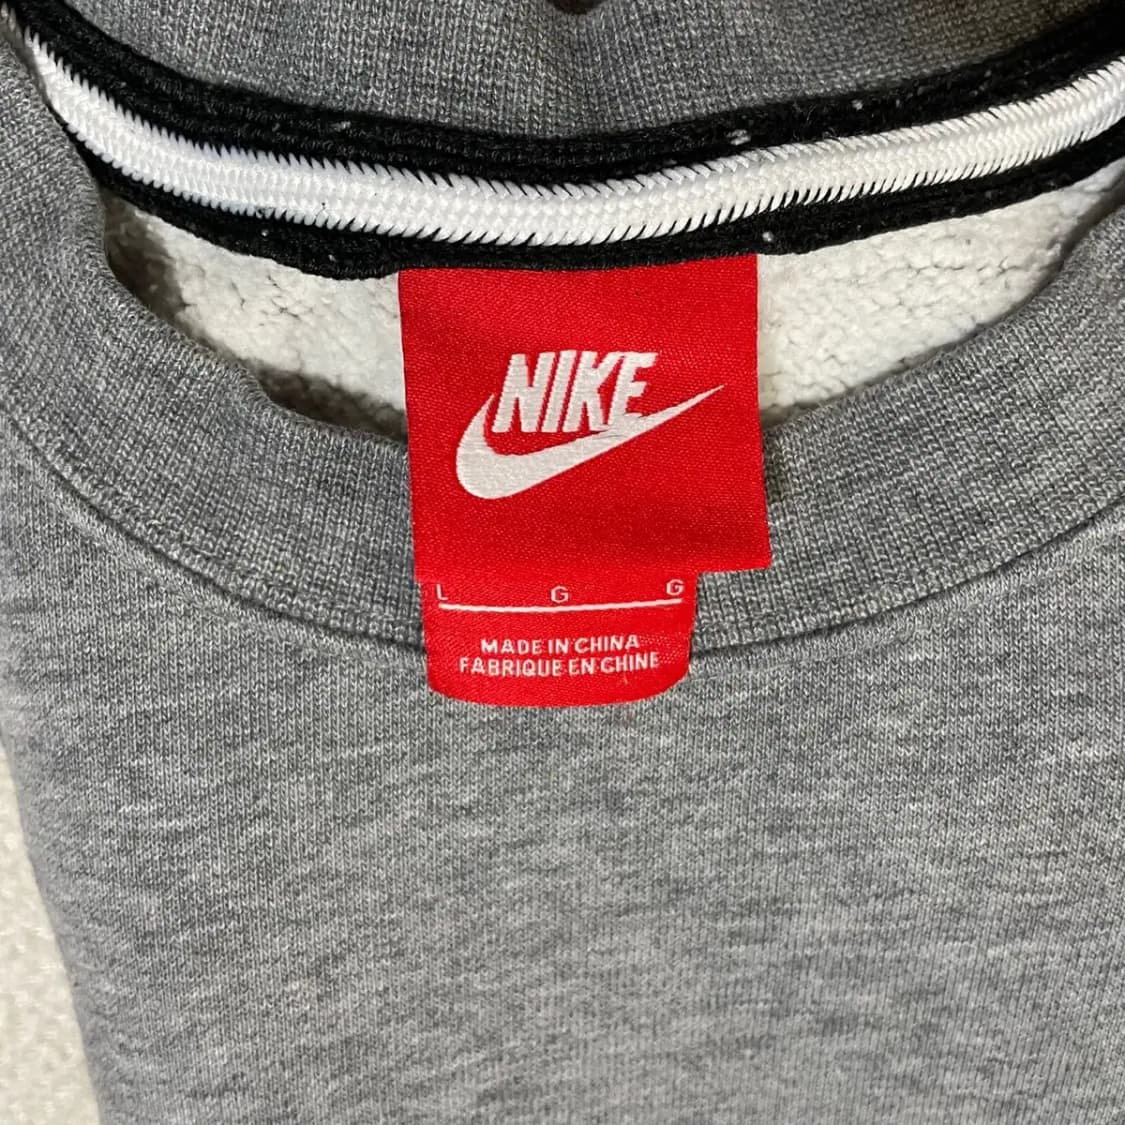 NIKE
L G G
MADE IN CHINA
FABRIQUE EN CHINE